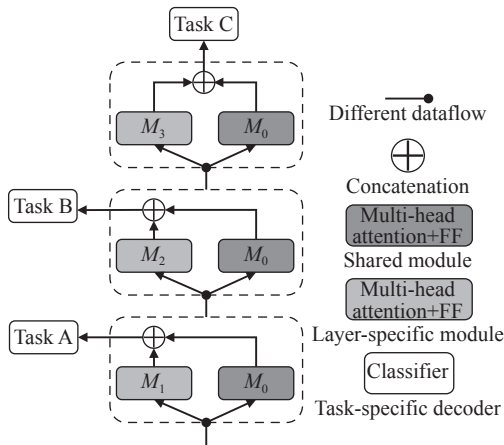 Task C
M3
M0
Task B
M2
M0
Task A
M1
M0
Different dataflow
Concatenation
Multi-head
attention+FF
Shared module
Multi-head
attention+FF
Layer-specific module
Classifier
Task-specific decoder